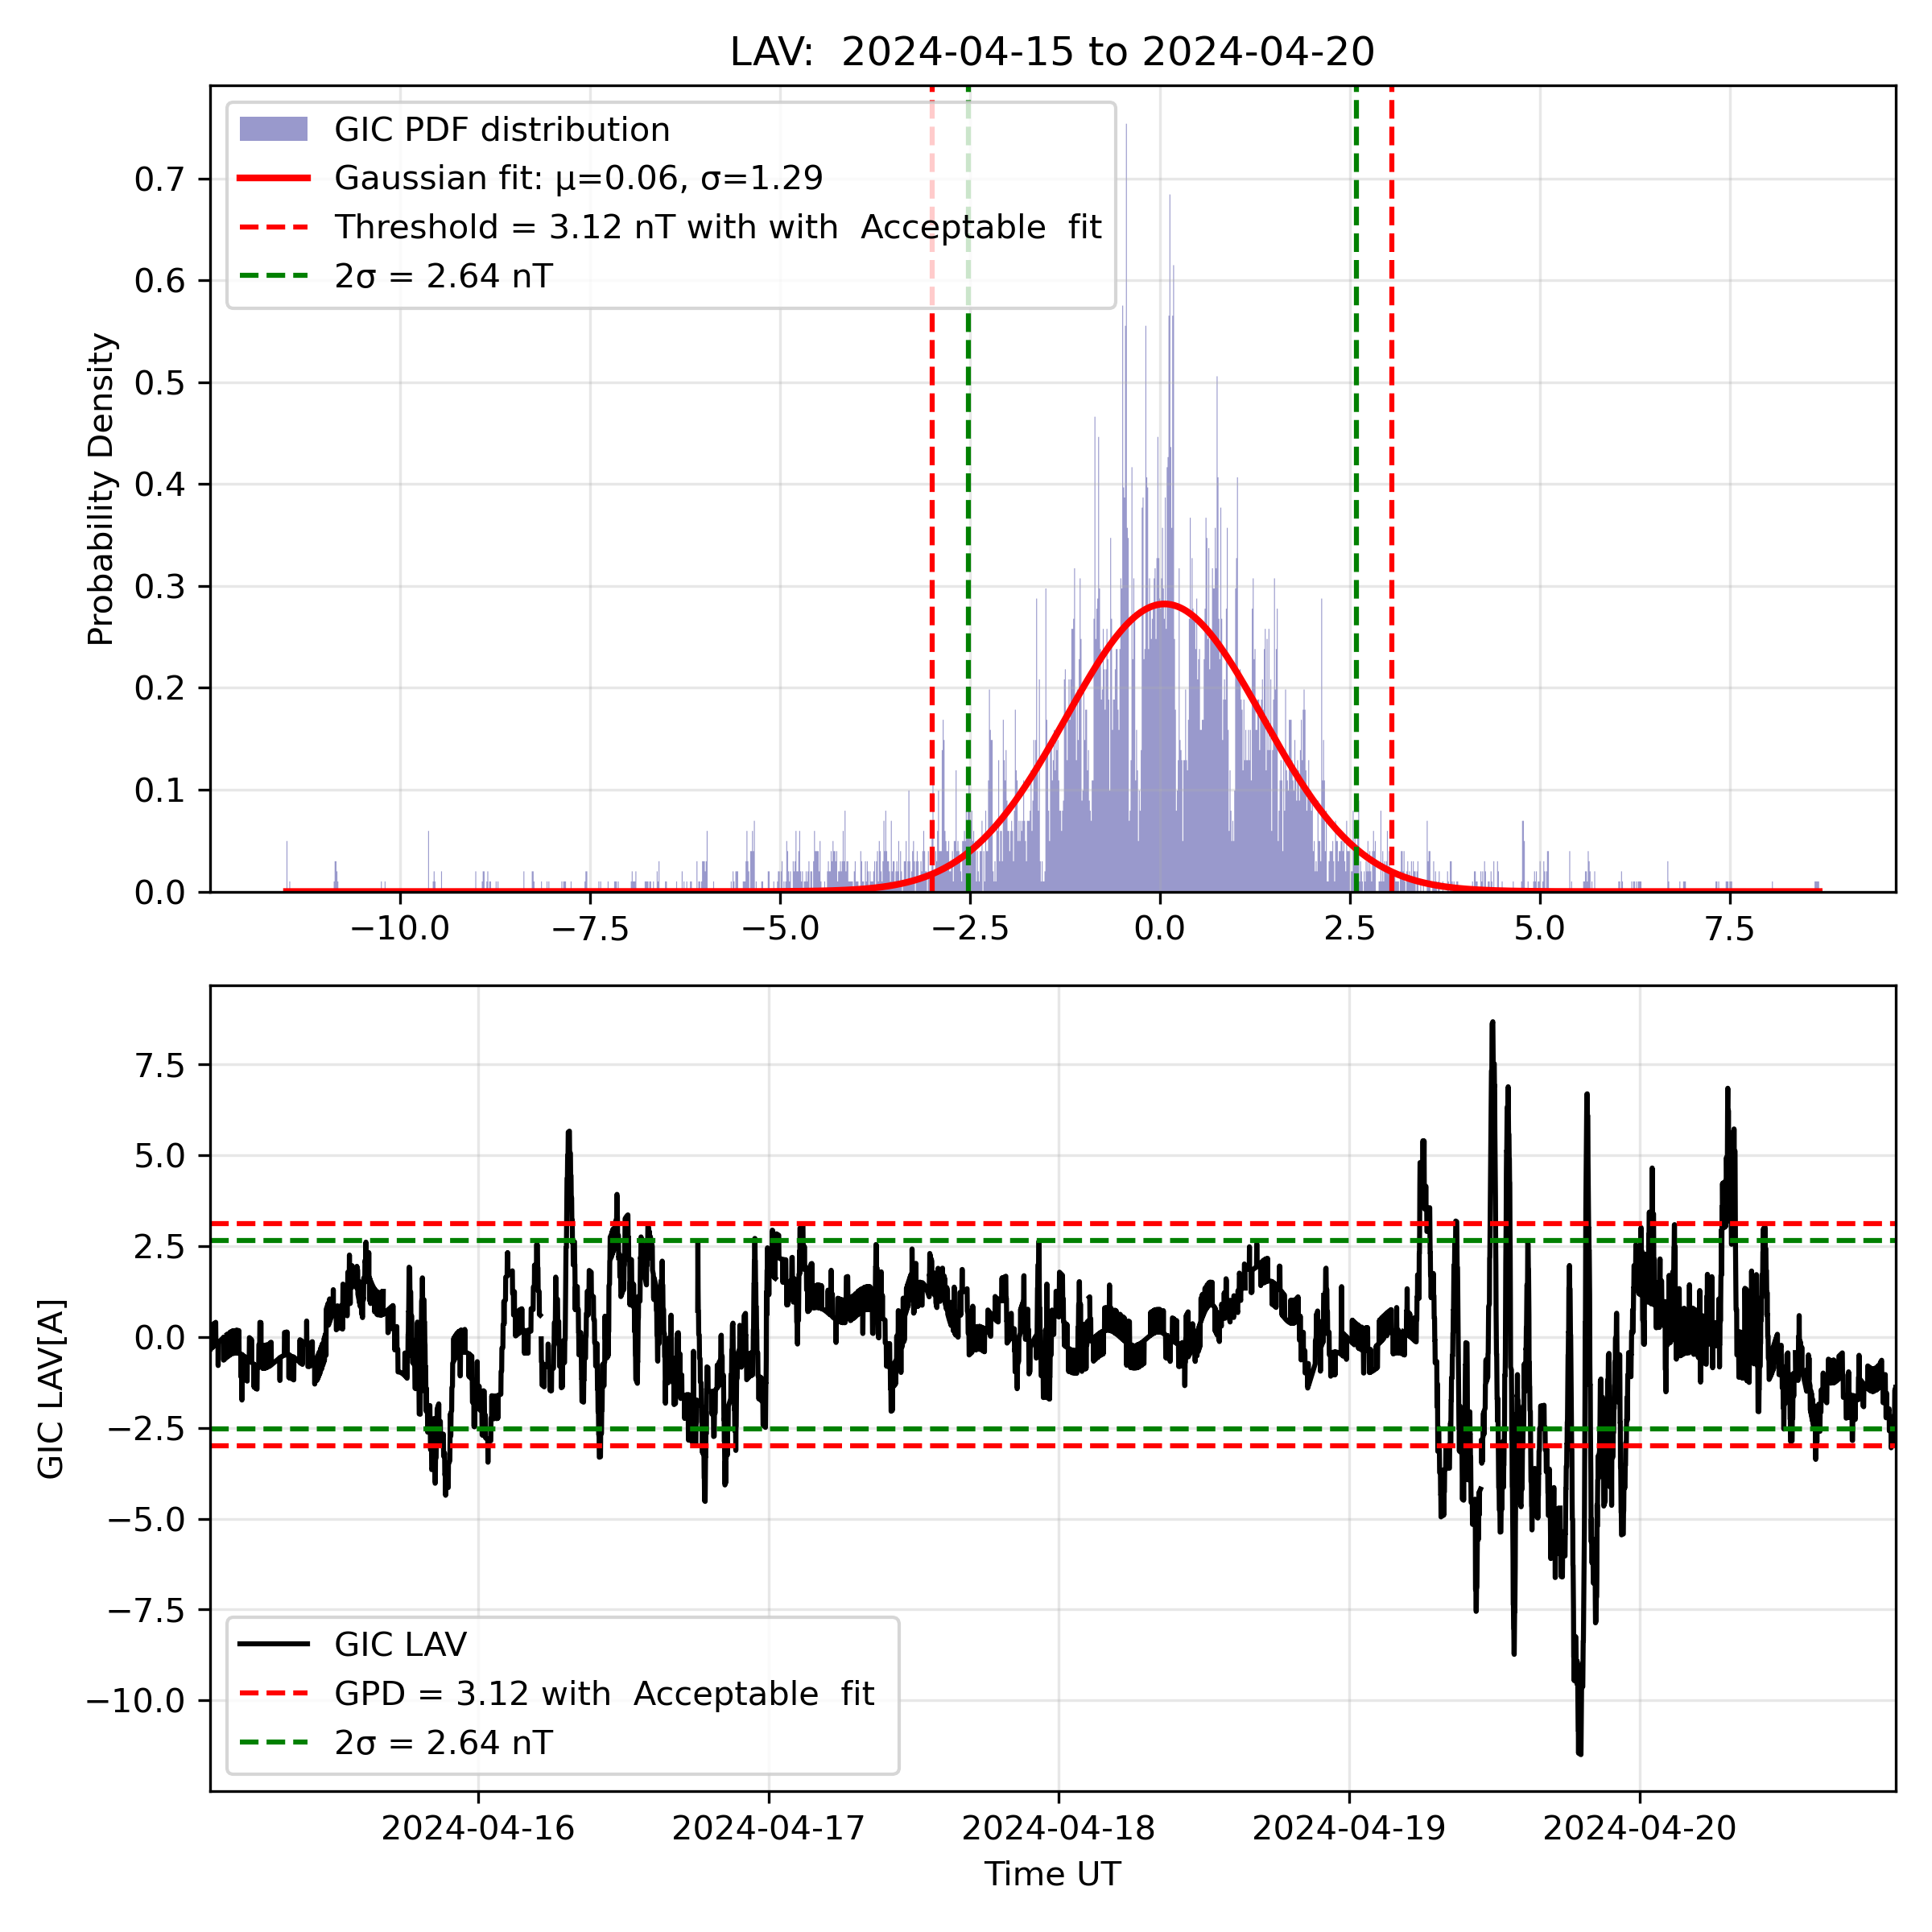 LAV:  2024-04-15 to 2024-04-20
GIC PDF distribution
Gaussian fit: μ=0.06, σ=1.29
Threshold = 3.12 nT with with  Acceptable  fit
2σ = 2.64 nT
Probability Density
0.7
0.6
0.5
0.4
0.3
0.2
0.1
0.0
−10.0 −7.5 −5.0 −2.5 0.0 2.5 5.0 7.5
GIC LAV[A]
7.5
5.0
2.5
0.0
−2.5
−5.0
−7.5
−10.0
GIC LAV
GPD = 3.12 with  Acceptable  fit
2σ = 2.64 nT
2024-04-16 2024-04-17 2024-04-18 2024-04-19 2024-04-20
Time UT